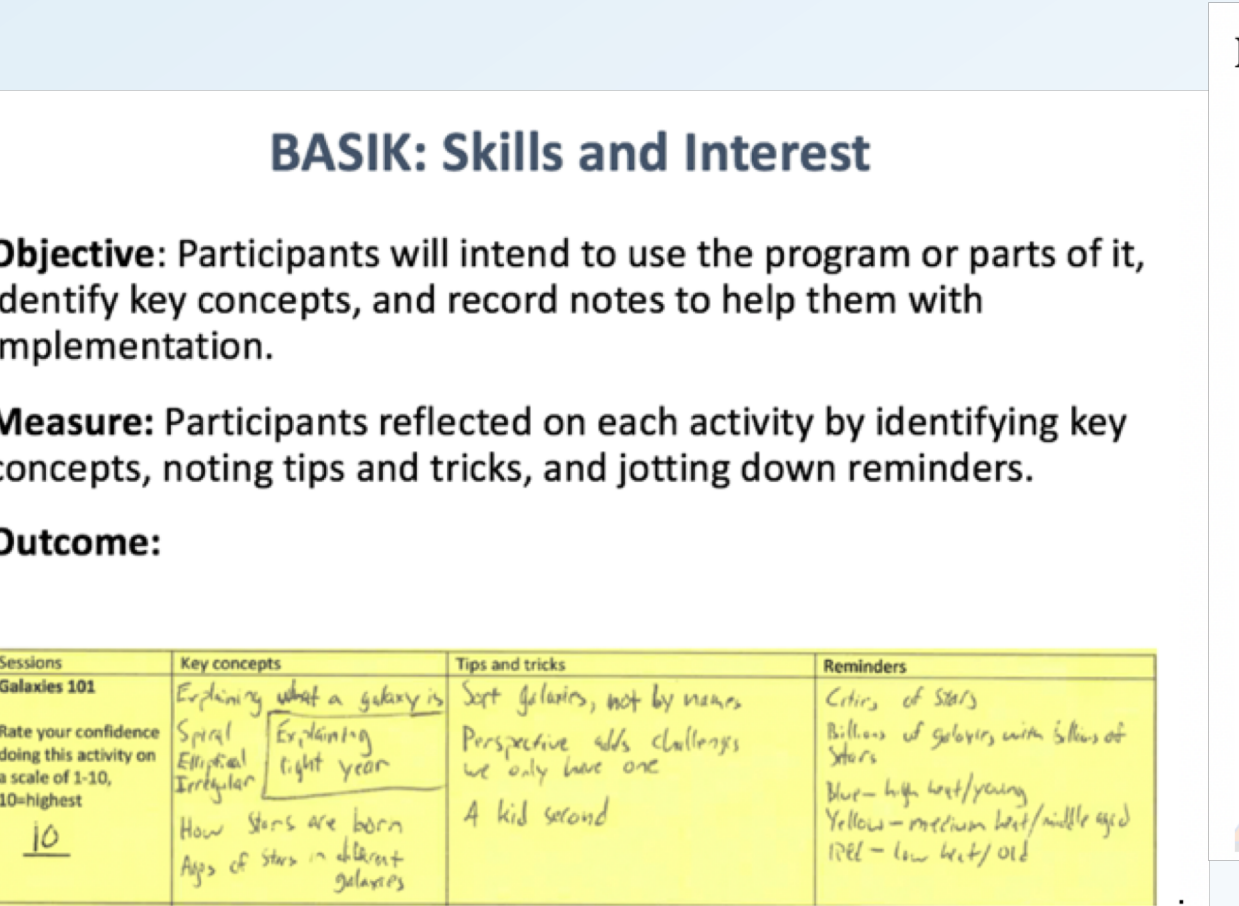 BASIK: Skills and Interest
Objective: Participants will intend to use the program or parts of it,
dentify key concepts, and record notes to help them with
mplementation.
Measure: Participants reflected on each activity by identifying key
concepts, noting tips and tricks, and jotting down reminders.
Outcome:
Sessions
Galaxies 101
Rate your confidence
doing this activity on
a scale of 1-10,
10=highest
10
Key concepts
Explaining what a galaxy is
Spiral
Elliptical
Irregular
Explaining
light year
How Stars are born
Ages of Stars in different
galaxies
Tips and tricks
Sort galaxies, not by names
Perspective adds challenges
we only have one
A kid second
Reminders
Cities of Stars
Billions of galaxies with billions of
Stars
Blue - high heat/young
Yellow - medium heat/middle aged
Red - low heat/old